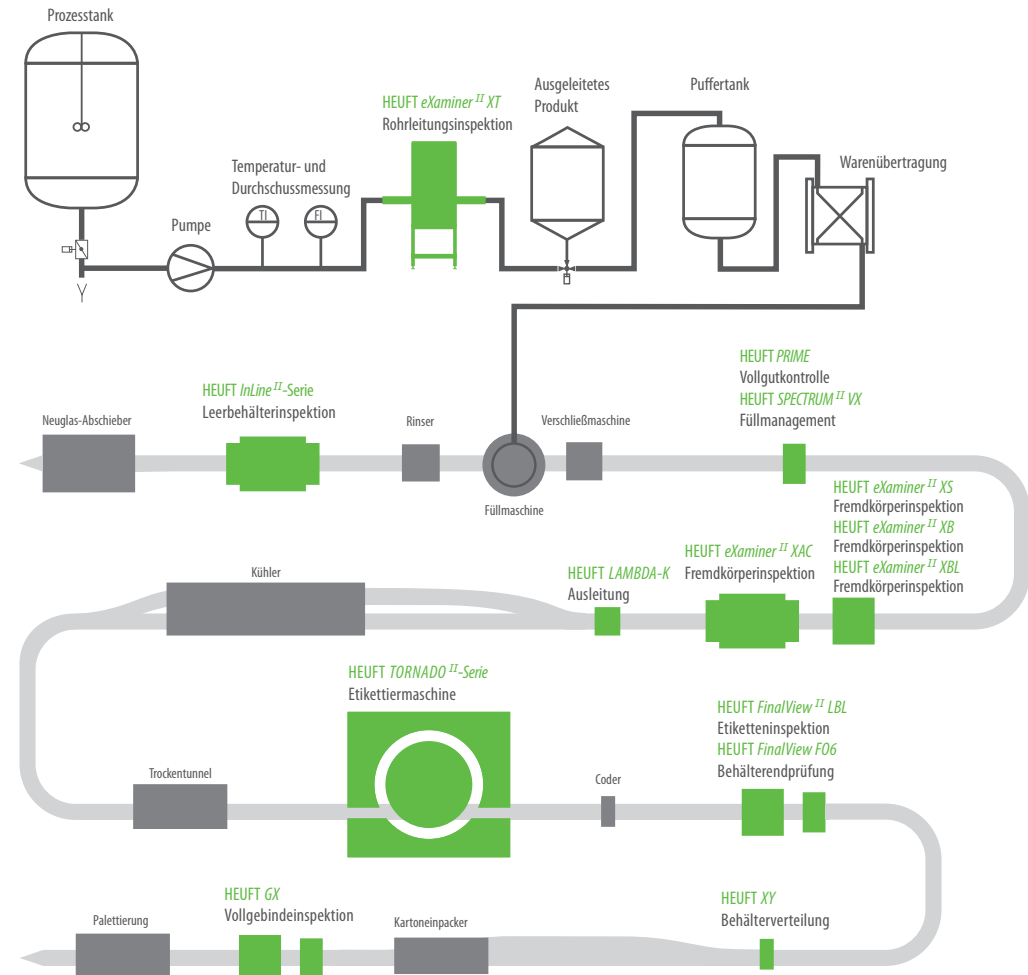 Prozesstank
HEUFT eXaminer II XT
Rohrleitungsinspektion
Ausgeleitetes
Produkt
Puffertank
Warenübertragung
Temperatur- und
Durchschussmessung
Pumpe
TI
FI
HEUFT PRIME
Vollgutkontrolle
HEUFT SPECTRUM II VX
Füllmanagement
HEUFT InLine II-Serie
Leerbehälterinspektion
Neuglas-Abschieber
Rinser
Verschließmaschine
Füllmaschine
HEUFT eXaminer II XS
Fremdkörperinspektion
HEUFT eXaminer II XB
Fremdkörperinspektion
HEUFT eXaminer II XBL
Fremdkörperinspektion
HEUFT eXaminer II XAC
Fremdkörperinspektion
HEUFT LAMBDA-K
Ausleitung
Kühler
HEUFT TORNADO II-Serie
Etikettiermaschine
HEUFT FinalView II LBL
Etiketteninspektion
HEUFT FinalView FO6
Behälterendprüfung
Trockentunnel
Coder
HEUFT GX
Vollgebindeinspektion
HEUFT XY
Behälterverteilung
Palettierung
Kartoneinpacker